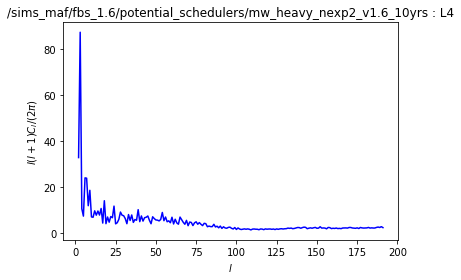 /sims_maf/fbs_1.6/potential_schedulers/mw_heavy_nexp2_v1.6_10yrs : L4
80
60
40
20
0
l(l + 1)C_l/(2π)
0 25 50 75 100 125 150 175 200
l